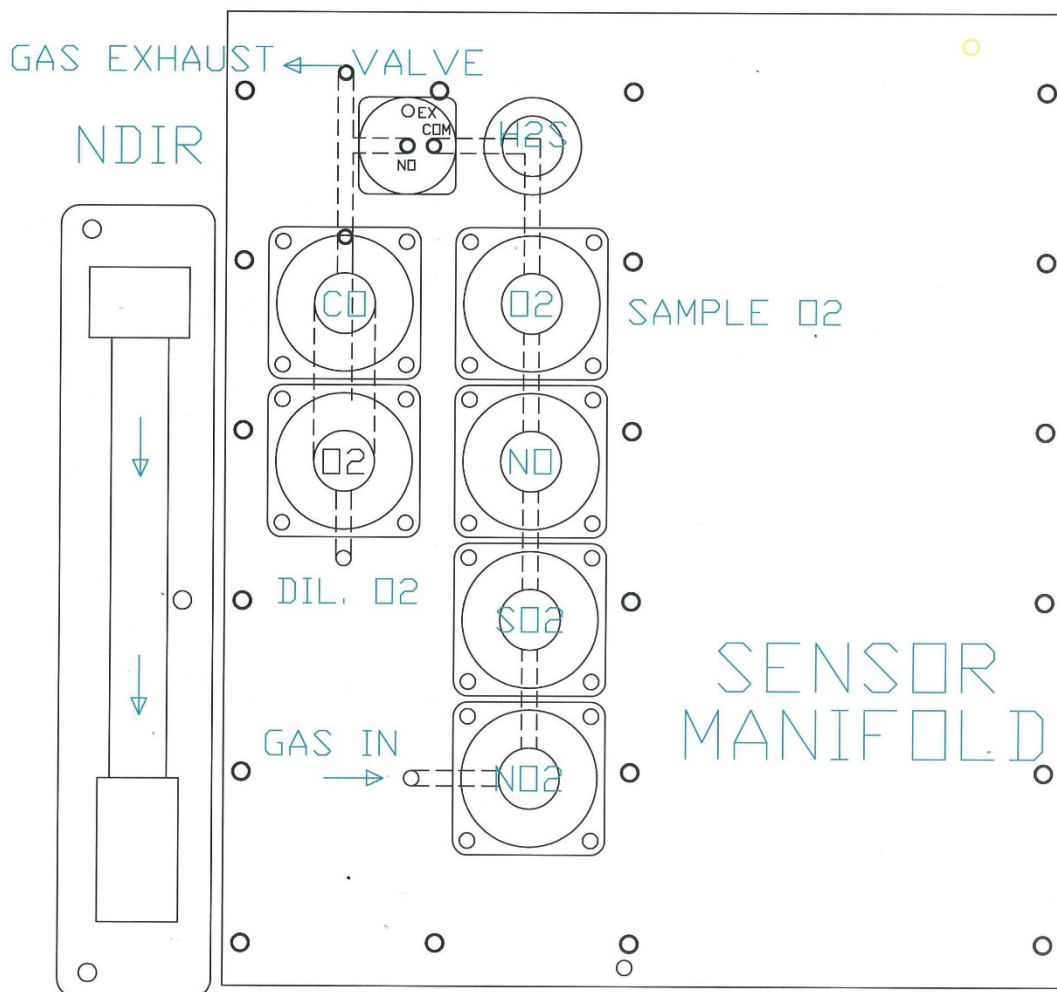 GAS EXHAUST
VALVE
NDIR
EX
COM
NO
H2S
CO
O2
SAMPLE O2
O2
NO
DIL. O2
SO2
SENSOR
MANIFOLD
GAS IN
NO2